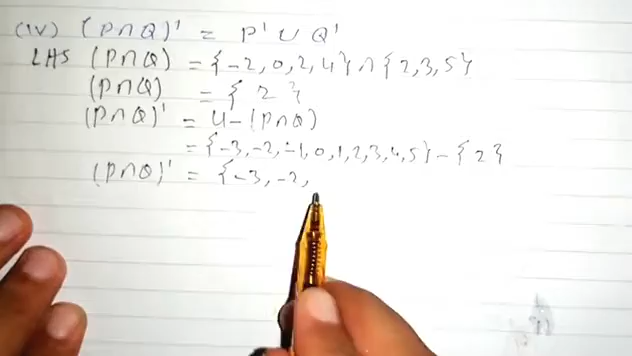 (iv) (P∩Q)' = P' ∪ Q'
LHS (P∩Q) = {-2, 0, 2, 4} ∩ {2, 3, 5}
(P∩Q) = { 2 }
(P∩Q)' = U - (P∩Q)
= {-3, -2, -1, 0, 1, 2, 3, 4, 5} - {2}
(P∩Q)' = {-3, -2,